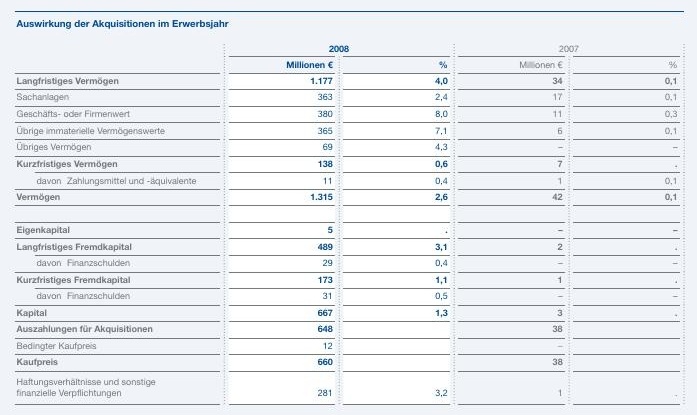 Auswirkung der Akquisitionen im Erwerbsjahr
2008 2007
Millionen € % Millionen € %
Langfristiges Vermögen 1.177 4,0 34 0,1
Sachanlagen 363 2,4 17 0,1
Geschäfts- oder Firmenwert 380 8,0 11 0,3
Übrige immaterielle Vermögenswerte 365 7,1 6 0,1
Übriges Vermögen 69 4,3 – –
Kurzfristiges Vermögen 138 0,6 7 .
davon Zahlungsmittel und -äquivalente 11 0,4 1 0,1
Vermögen 1.315 2,6 42 0,1
Eigenkapital 5 . – –
Langfristiges Fremdkapital 489 3,1 2 .
davon Finanzschulden 29 0,4 – –
Kurzfristiges Fremdkapital 173 1,1 1 .
davon Finanzschulden 31 0,5 – –
Kapital 667 1,3 3 .
Auszahlungen für Akquisitionen 648 38
Bedingter Kaufpreis 12 –
Kaufpreis 660 38
Haftungsverhältnisse und sonstige
finanzielle Verpflichtungen 281 3,2 1 .